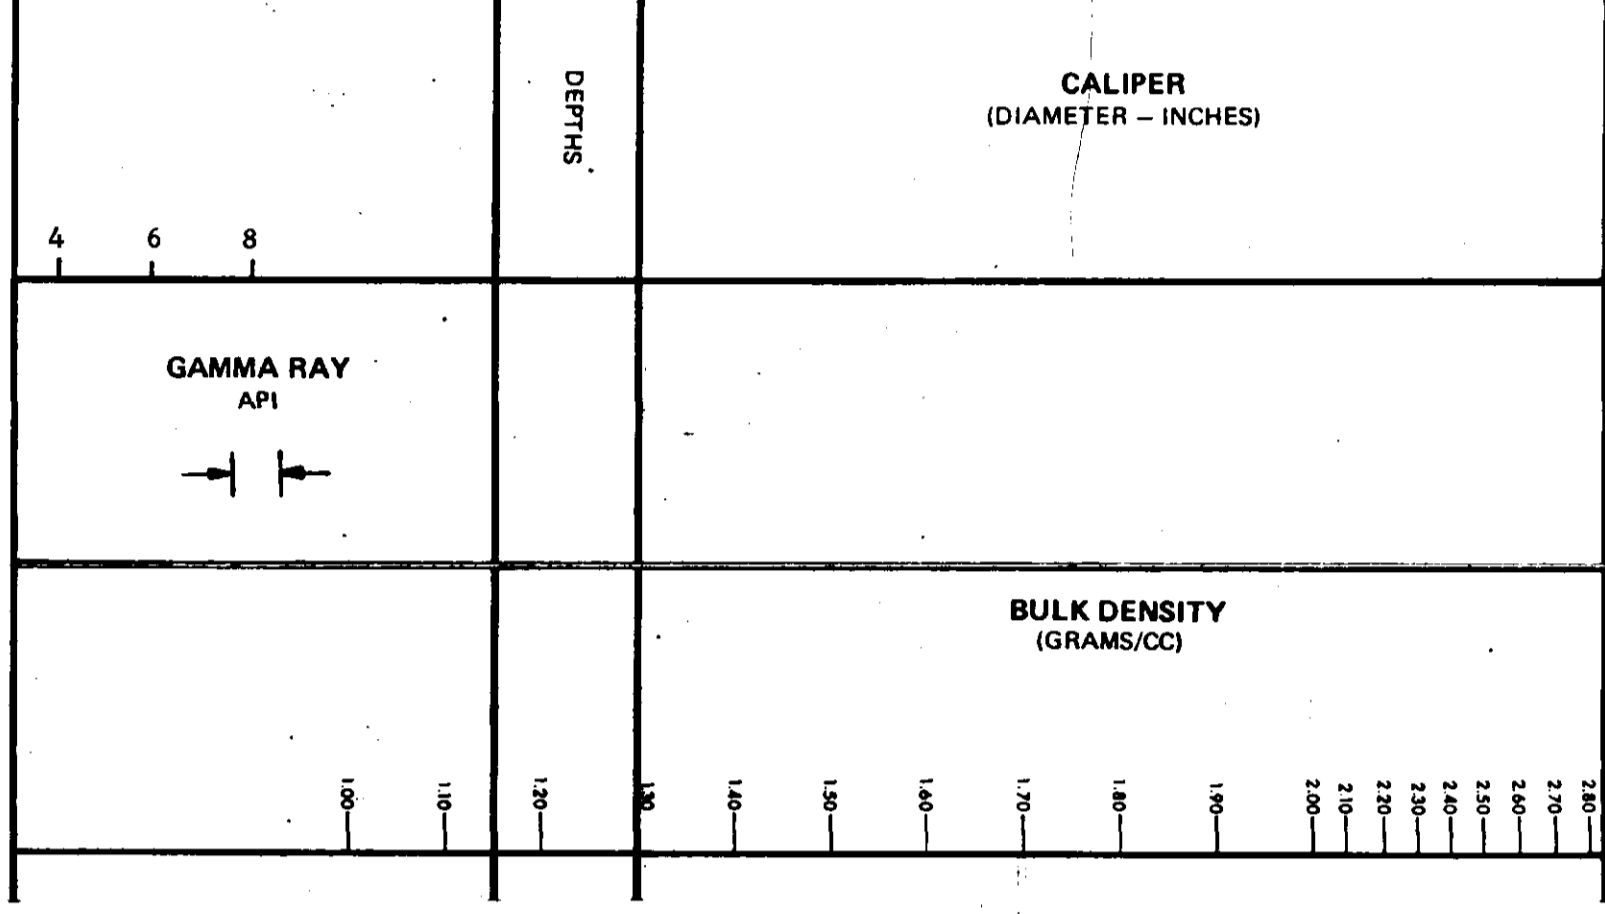 DEPTHS
CALIPER
(DIAMETER – INCHES)
4 6 8
GAMMA RAY
API
BULK DENSITY
(GRAMS/CC)
1.00 1.10 1.20 1.30 1.40 1.50 1.60 1.70 1.80 1.90 2.00 2.10 2.20 2.30 2.40 2.50 2.60 2.70 2.80